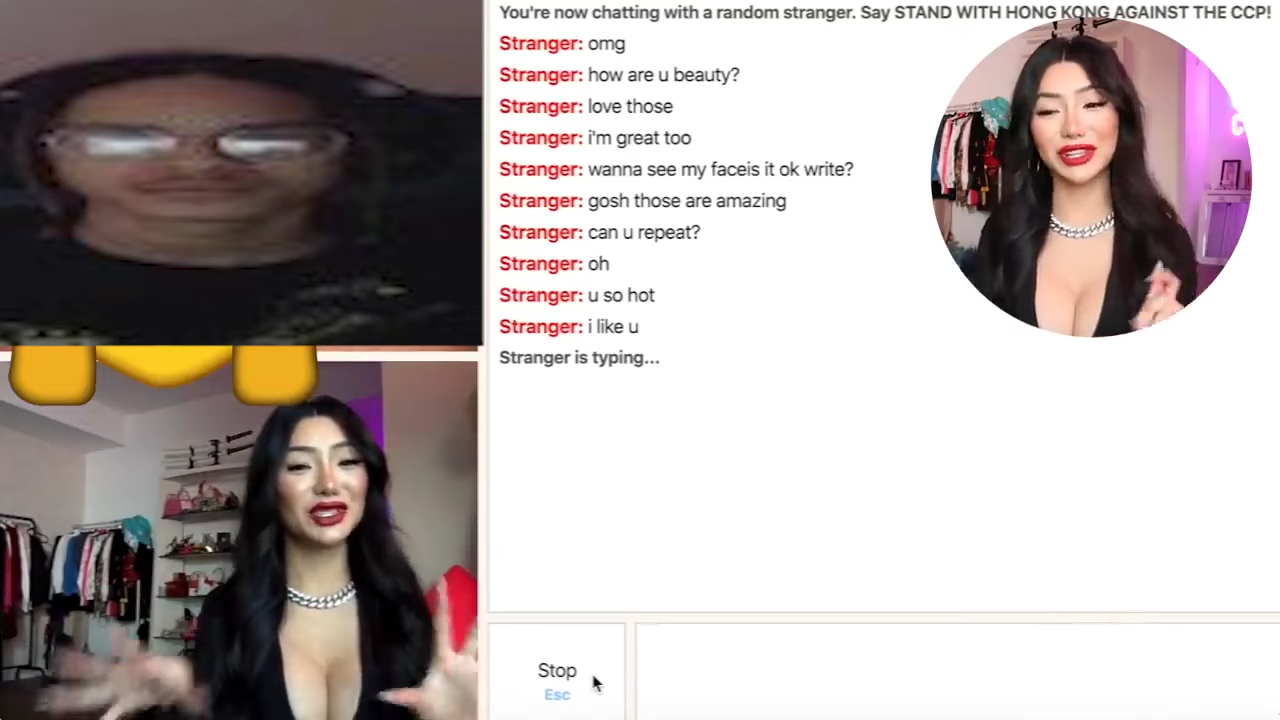 You're now chatting with a random stranger. Say STAND WITH HONG KONG AGAINST THE CCP!
Stranger: omg
Stranger: how are u beauty?
Stranger: love those
Stranger: i'm great too
Stranger: wanna see my faceis it ok write?
Stranger: gosh those are amazing
Stranger: can u repeat?
Stranger: oh
Stranger: u so hot
Stranger: i like u
Stranger is typing...
Stop
Esc